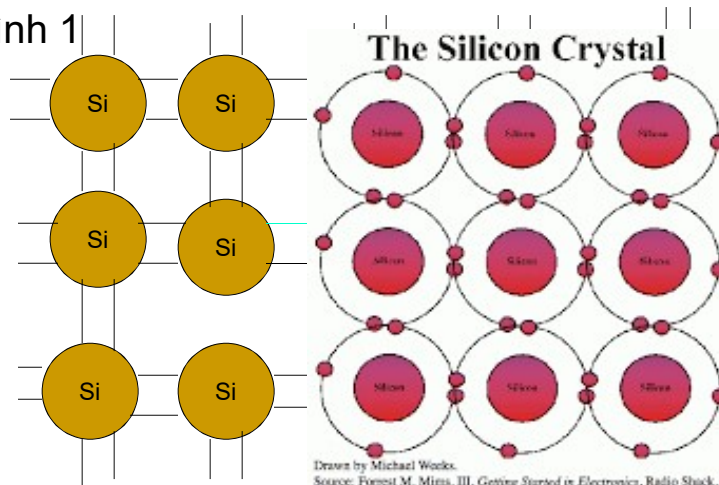 inh 1
The Silicon Crystal
Si Si
Silicon Silicon Silicon
Si Si
Silicon Silicon Silicon
Si Si
Silicon Silicon Silicon
Drawn by Michael Weeks.
Source: Forrest M. Mims, III, Getting Started in Electronics, Radio Shack,